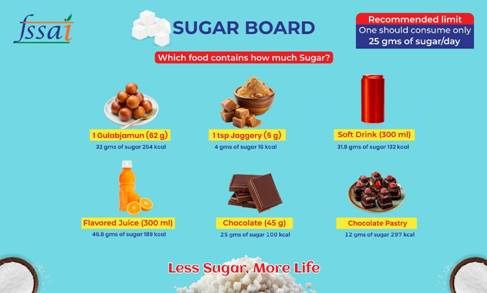 fssai
SUGAR BOARD
Recommended limit
One should consume only
25 gms of sugar/day
Which food contains how much Sugar?
1 Gulabjamun (62 g)
32 gms of sugar 204 kcal
1 tsp Jaggery (5 g)
4 gms of sugar 16 kcal
Soft Drink (300 ml)
31.8 gms of sugar 132 kcal
Flavored Juice (300 ml)
46.8 gms of sugar 189 kcal
Chocolate (45 g)
25 gms of sugar 100 kcal
Chocolate Pastry
12 gms of sugar 297 kcal
Less Sugar, More Life